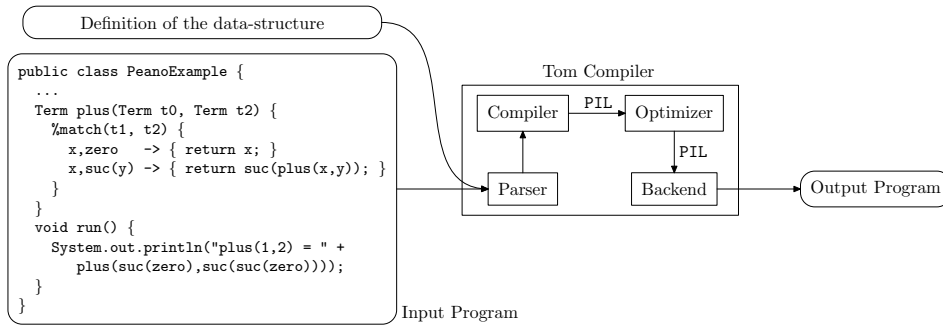 Definition of the data-structure
public class PeanoExample {
...
Term plus(Term t0, Term t2) {
%match(t1, t2) {
x,zero -> { return x; }
x,suc(y) -> { return suc(plus(x,y)); }
}
}
void run() {
System.out.println("plus(1,2) = " +
plus(suc(zero),suc(suc(zero))));
}
}
Input Program
Tom Compiler
Compiler
PIL
Optimizer
PIL
Parser
Backend
Output Program